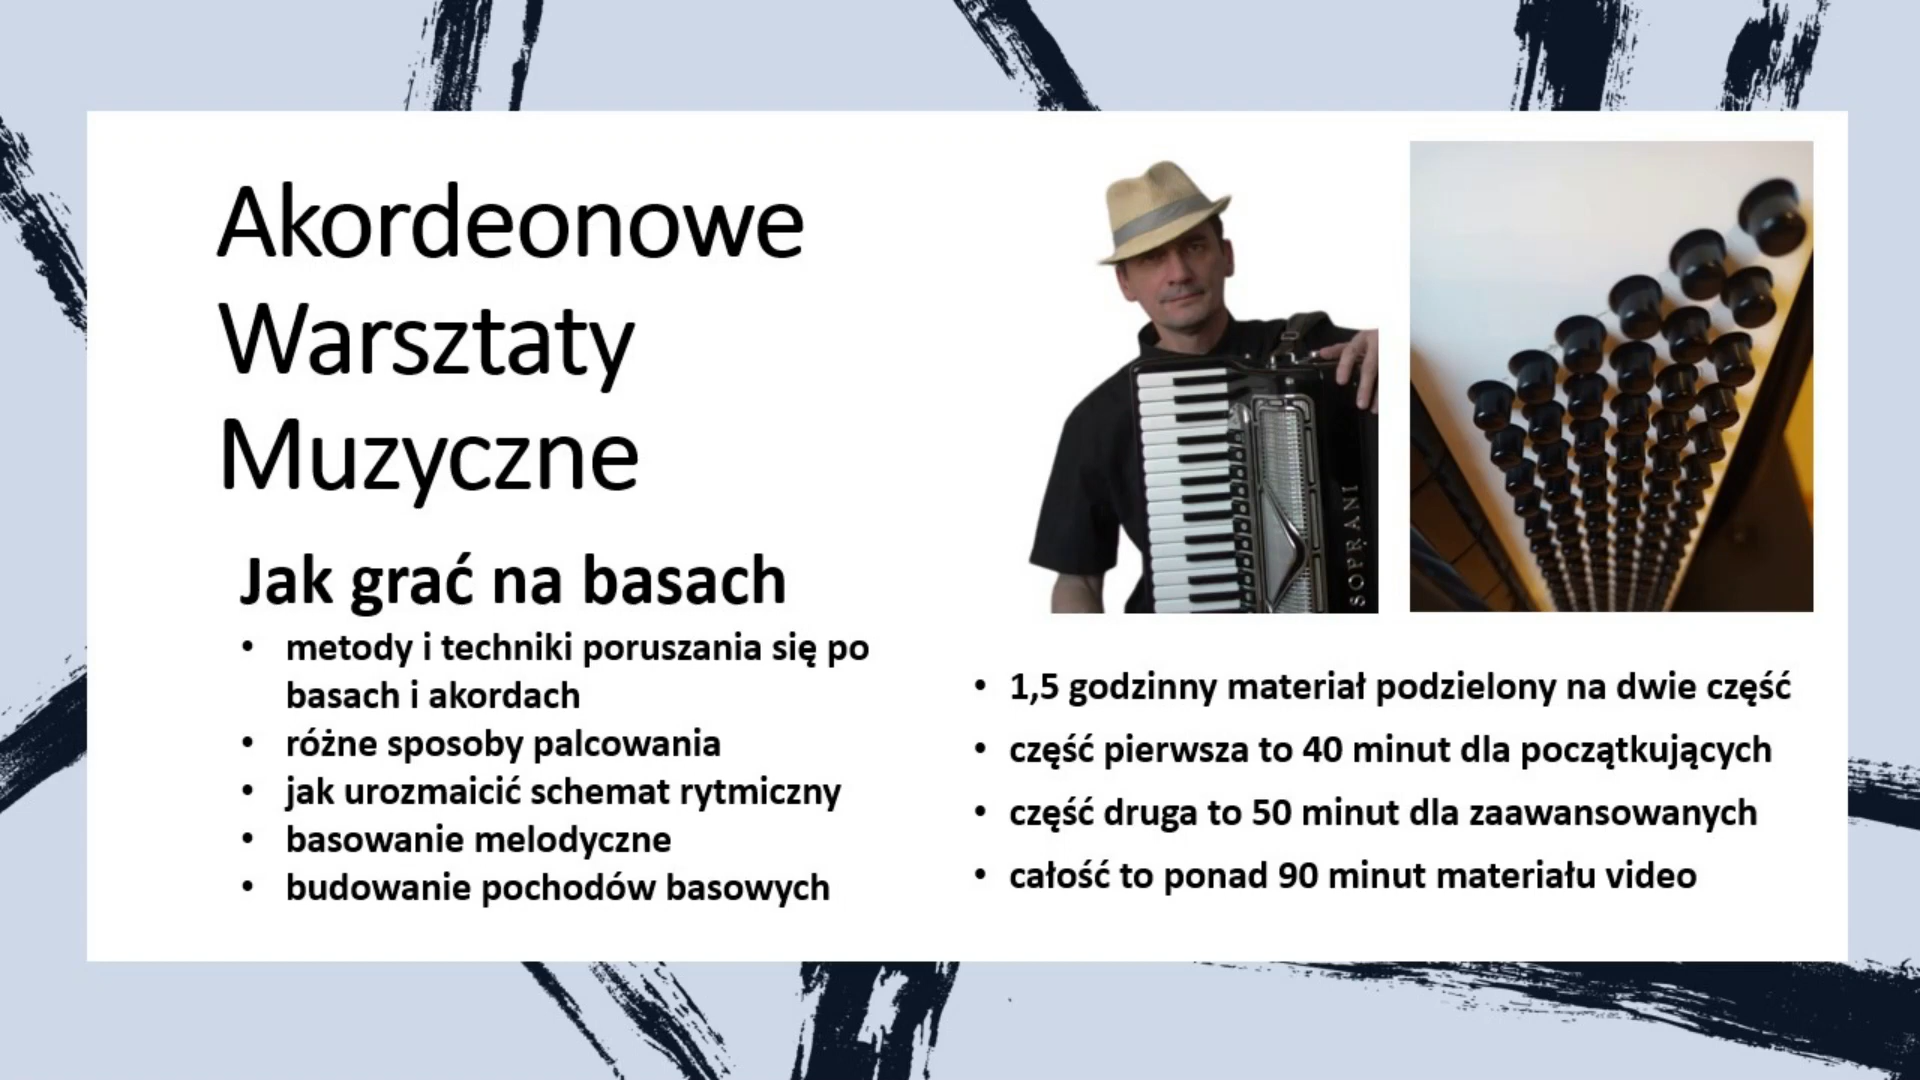 Akordeonowe
Warsztaty
Muzyczne
Jak grać na basach
• metody i techniki poruszania się po
basach i akordach
• różne sposoby palcowania
• jak urozmaicić schemat rytmiczny
• basowanie melodyczne
• budowanie pochodów basowych
SOPRANI
• 1,5 godzinny materiał podzielony na dwie część
• część pierwsza to 40 minut dla początkujących
• część druga to 50 minut dla zaawansowanych
• całość to ponad 90 minut materiału video